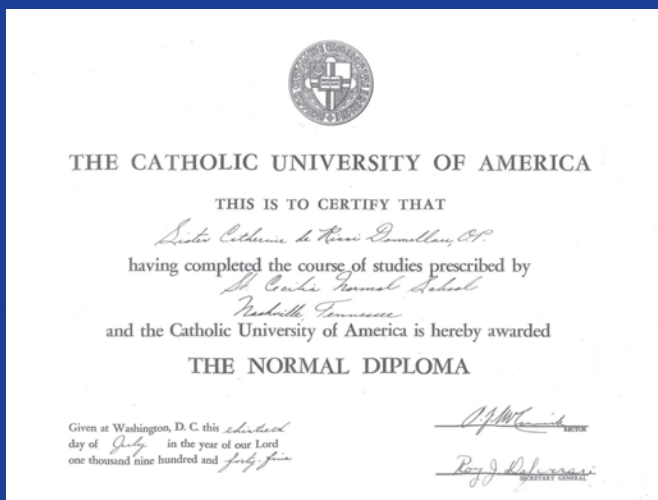 THE CATHOLIC UNIVERSITY OF AMERICA
THIS IS TO CERTIFY THAT
Sister Catherine de Ricci Donnellan, O.P.
having completed the course of studies prescribed by
St. Cecilia Normal School
Nashville, Tennessee
and the Catholic University of America is hereby awarded
THE NORMAL DIPLOMA
Given at Washington, D. C. this
day of July in the year of our Lord
one thousand nine hundred and forty-five
RECTOR
Roy J. Deferrari
SECRETARY GENERAL